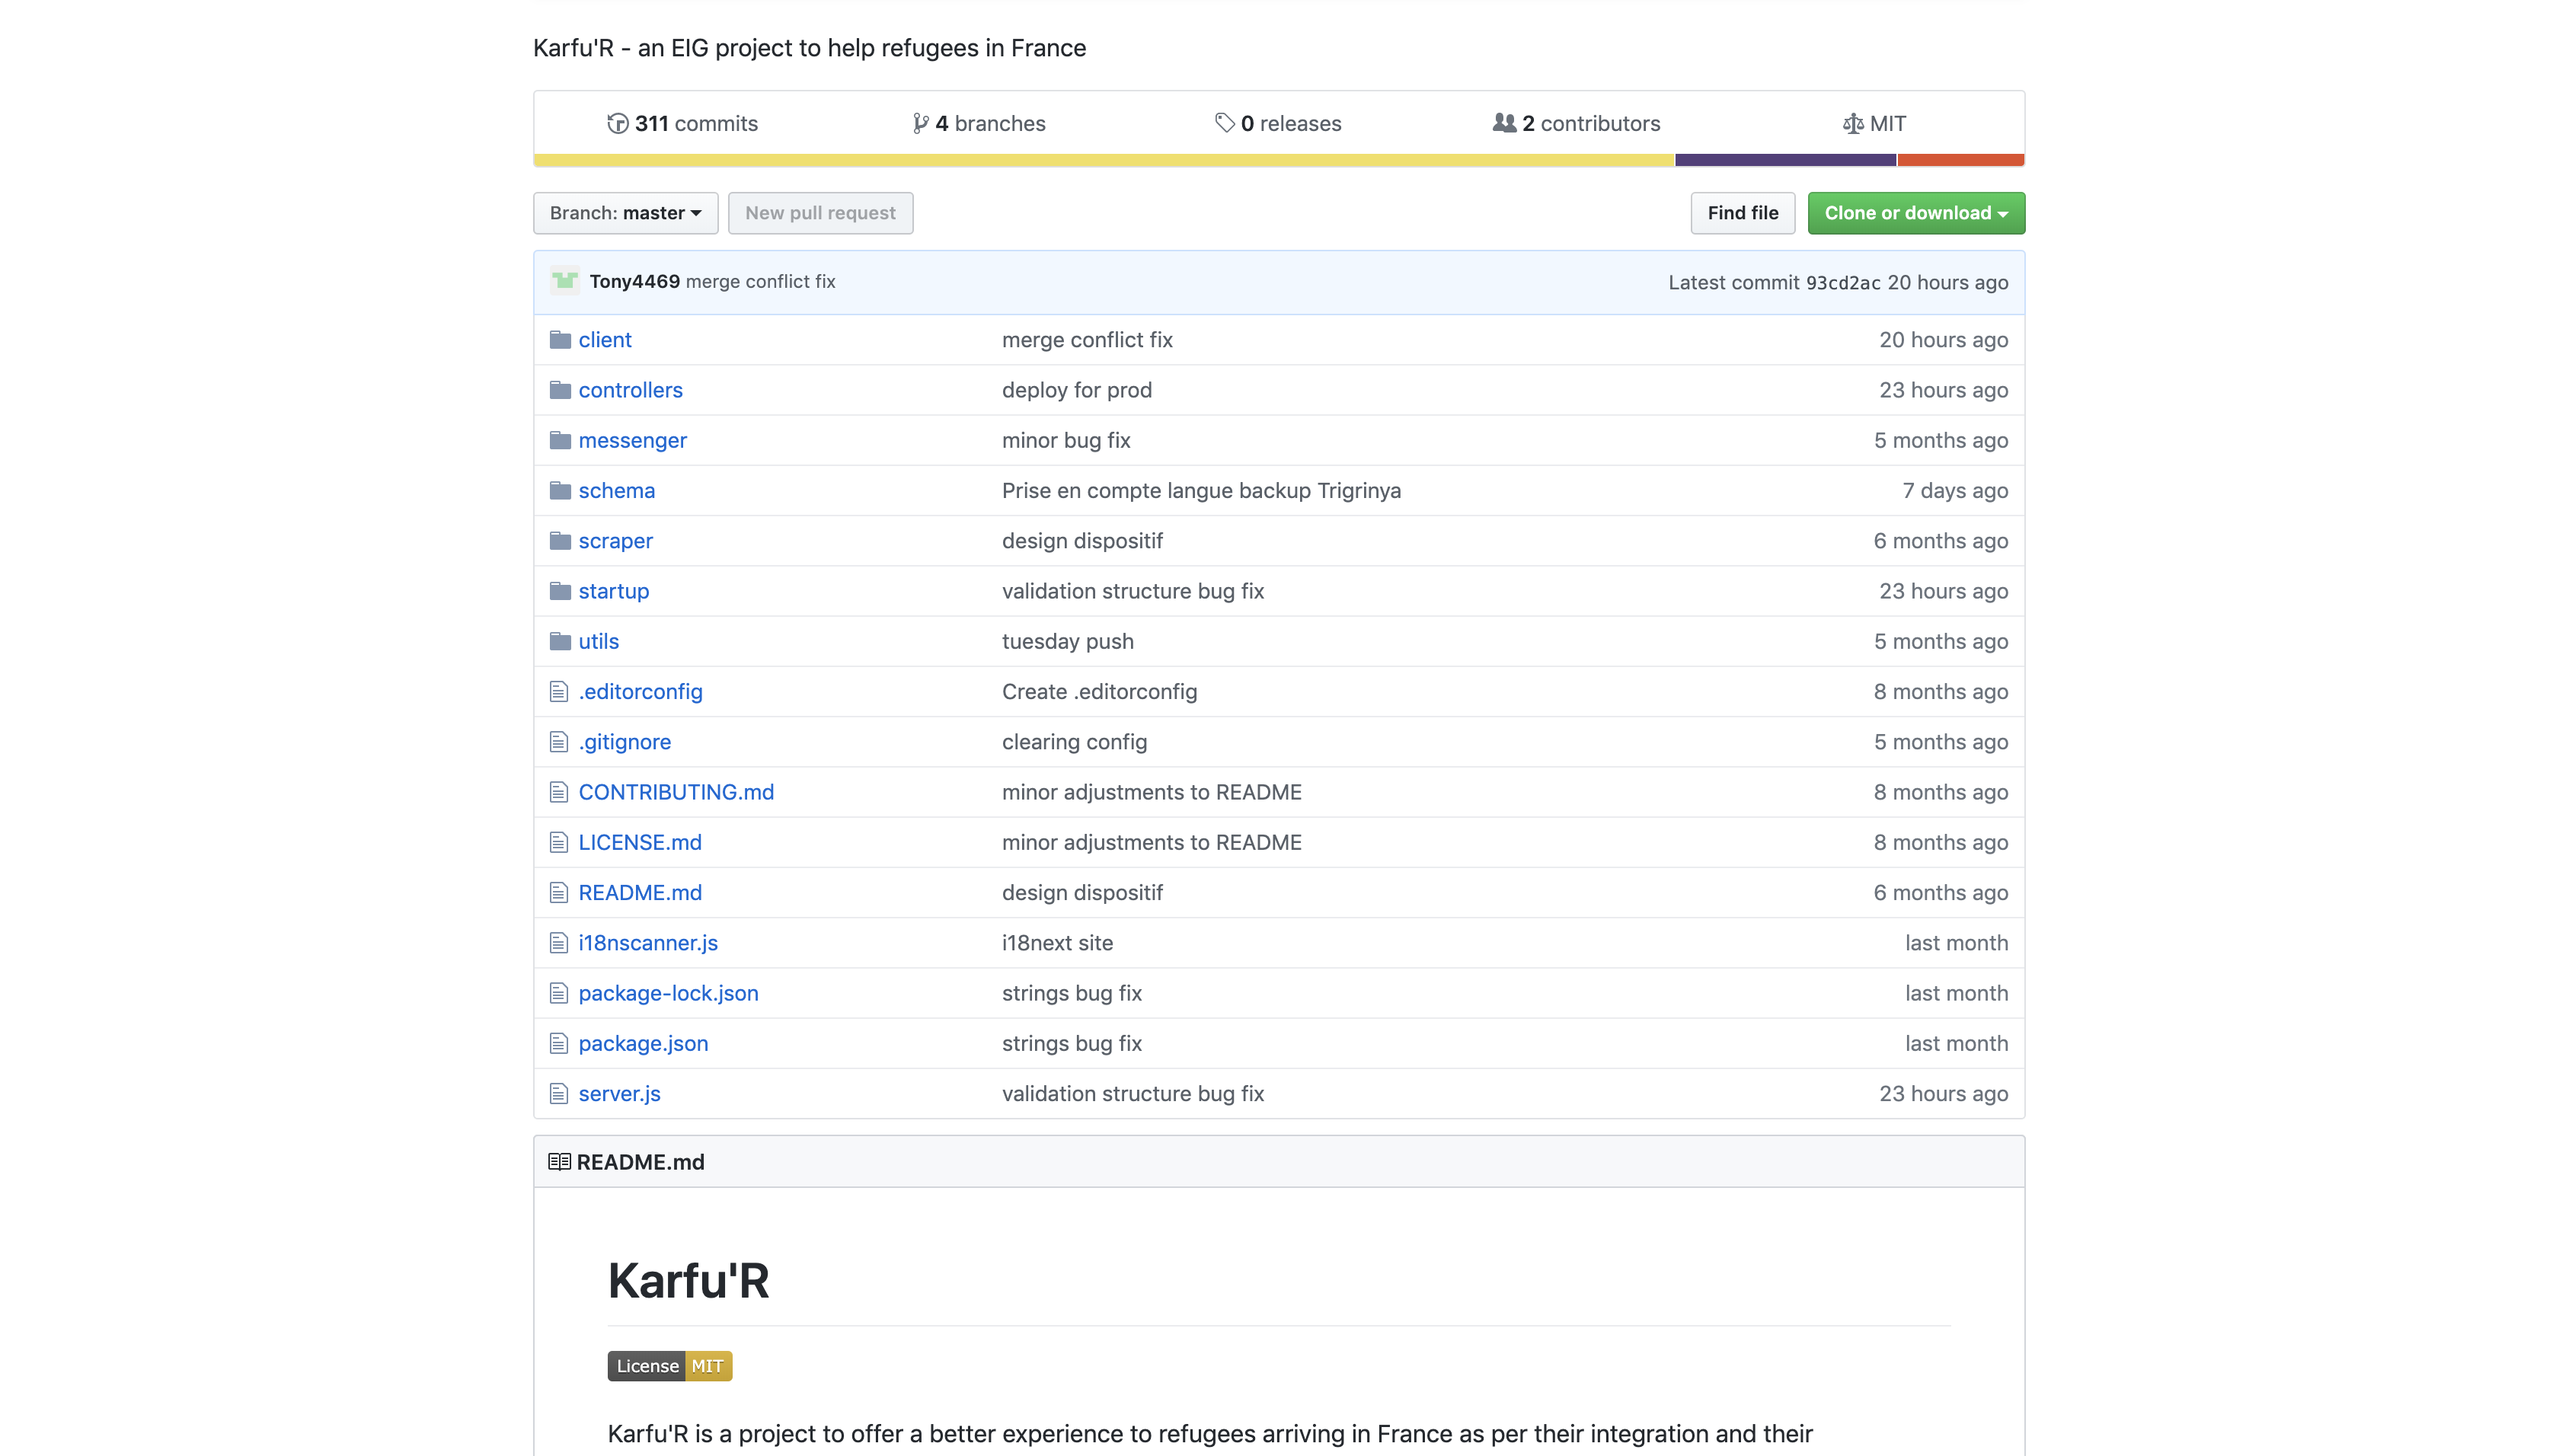 Karfu'R - an EIG project to help refugees in France
311 commits 4 branches 0 releases 2 contributors MIT
Branch: master New pull request Find file Clone or download
Tony4469 merge conflict fix Latest commit 93cd2ac 20 hours ago
client merge conflict fix 20 hours ago
controllers deploy for prod 23 hours ago
messenger minor bug fix 5 months ago
schema Prise en compte langue backup Trigrinya 7 days ago
scraper design dispositif 6 months ago
startup validation structure bug fix 23 hours ago
utils tuesday push 5 months ago
.editorconfig Create .editorconfig 8 months ago
.gitignore clearing config 5 months ago
CONTRIBUTING.md minor adjustments to README 8 months ago
LICENSE.md minor adjustments to README 8 months ago
README.md design dispositif 6 months ago
i18nscanner.js i18next site last month
package-lock.json strings bug fix last month
package.json strings bug fix last month
server.js validation structure bug fix 23 hours ago
README.md
Karfu'R
License MIT
Karfu'R is a project to offer a better experience to refugees arriving in France as per their integration and their